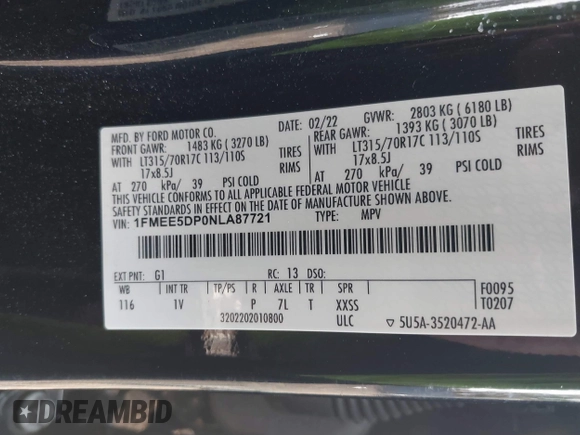 MFD. BY FORD MOTOR CO.
DATE: 02/22 GVWR: 2803 KG ( 6180 LB)
FRONT GAWR: 1483 KG ( 3270 LB)
REAR GAWR: 1393 KG ( 3070 LB)
WITH LT315/70R17C 113/110S TIRES
WITH LT315/70R17C 113/110S TIRES
17x8.5J RIMS
17x8.5J RIMS
AT 270 kPa/ 39 PSI COLD
AT 270 kPa/ 39 PSI COLD
THIS VEHICLE CONFORMS TO ALL APPLICABLE FEDERAL MOTOR VEHICLE
SAFETY STANDARDS IN EFFECT ON THE DATE OF MANUFACTURE SHOWN ABOVE.
VIN: 1FMEE5DP0NLA87721 TYPE: MPV
EXT PNT: G1 RC: 13 DSO:
WB INT TR TP/PS R AXLE TR SPR F0095
116 1V P 7L T XXSS T0207
3202202010800 ULC ▽ 5U5A-3520472-AA
DREAMBID